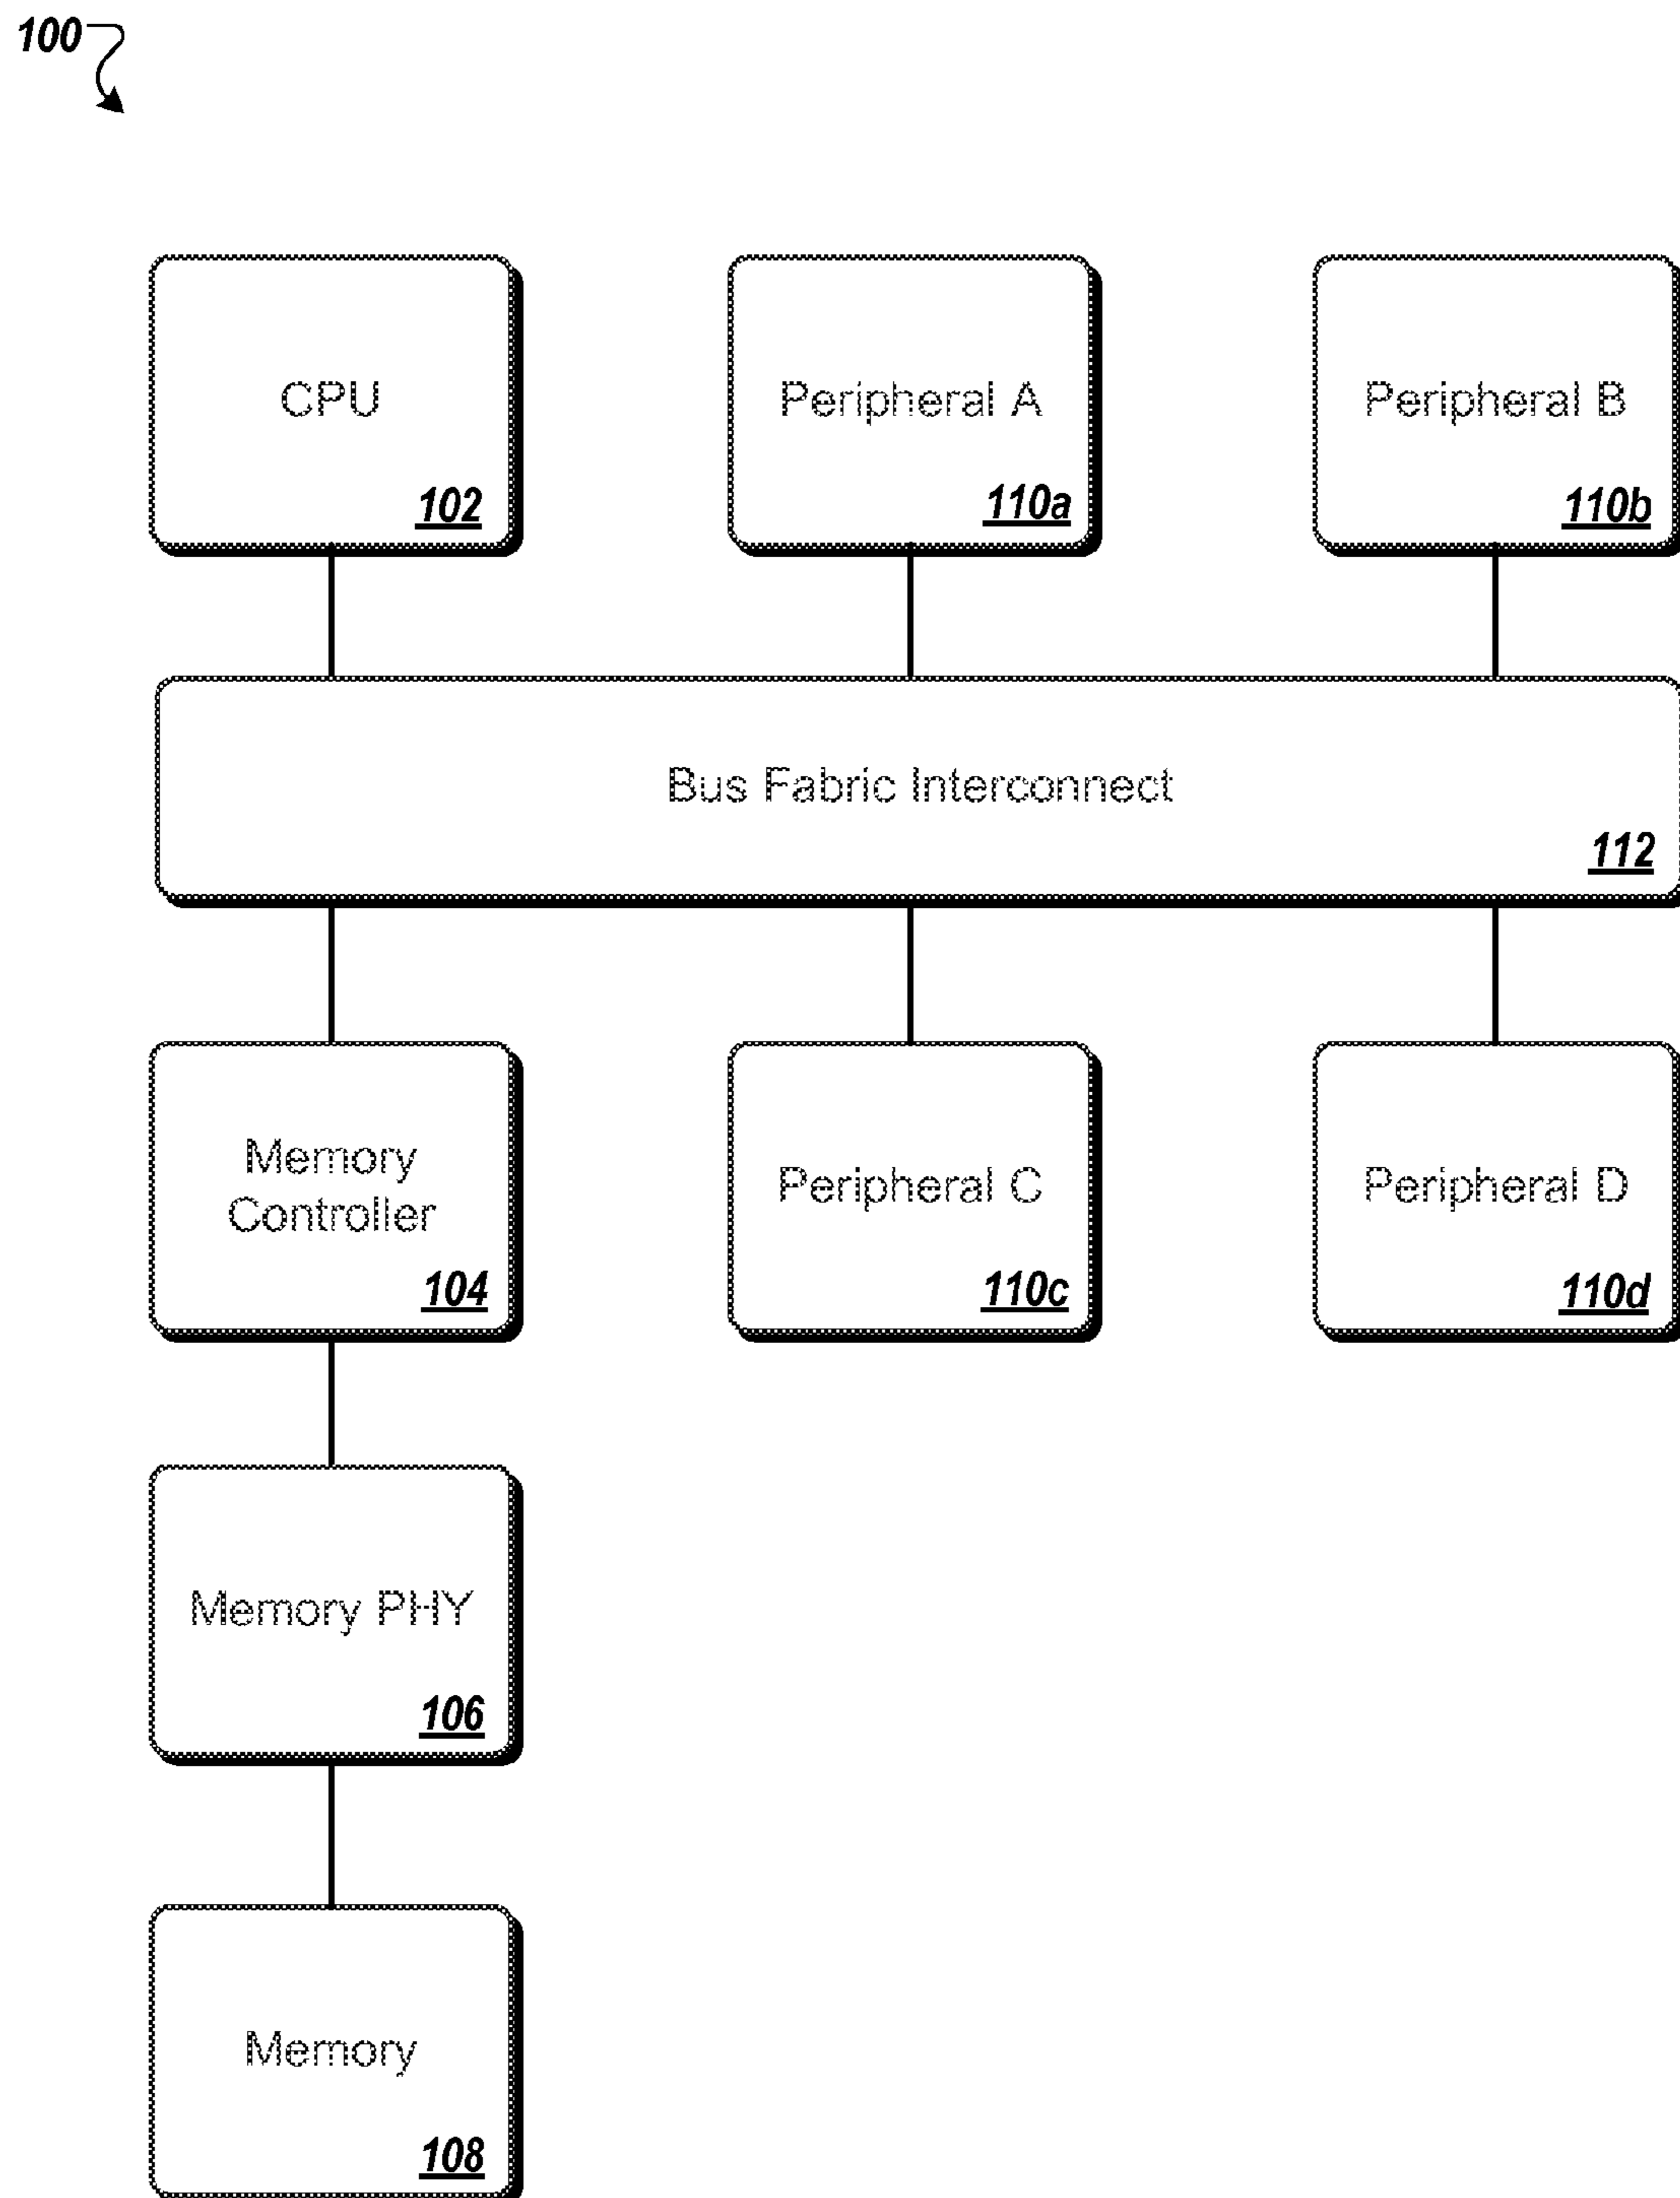 100
CPU
102
Peripheral A
110a
Peripheral B
110b
Bus Fabric Interconnect
112
Memory
Controller
104
Peripheral C
110c
Peripheral D
110d
Memory PHY
106
Memory
108